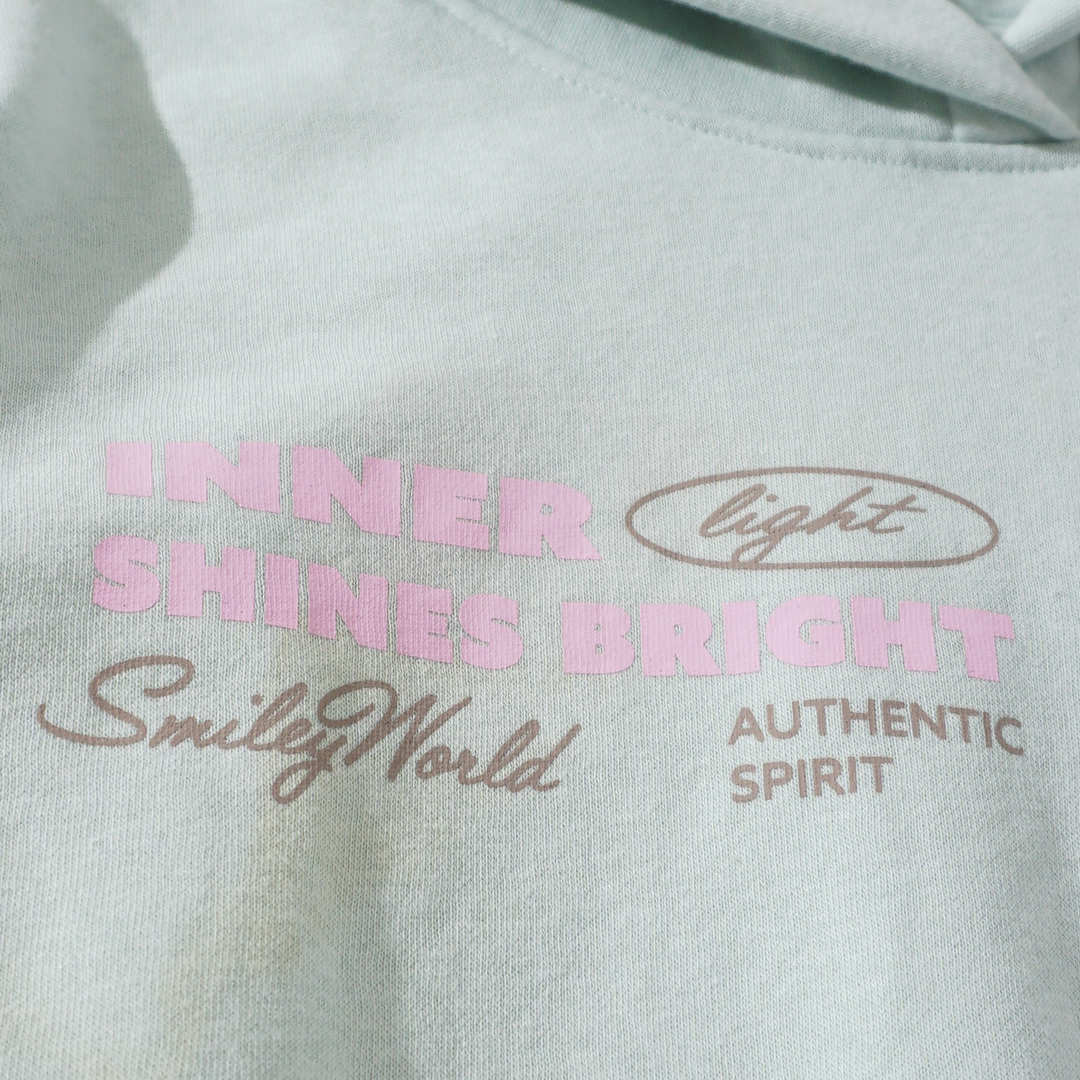 INNER light
SHINES BRIGHT
SmileyWorld
AUTHENTIC
SPIRIT